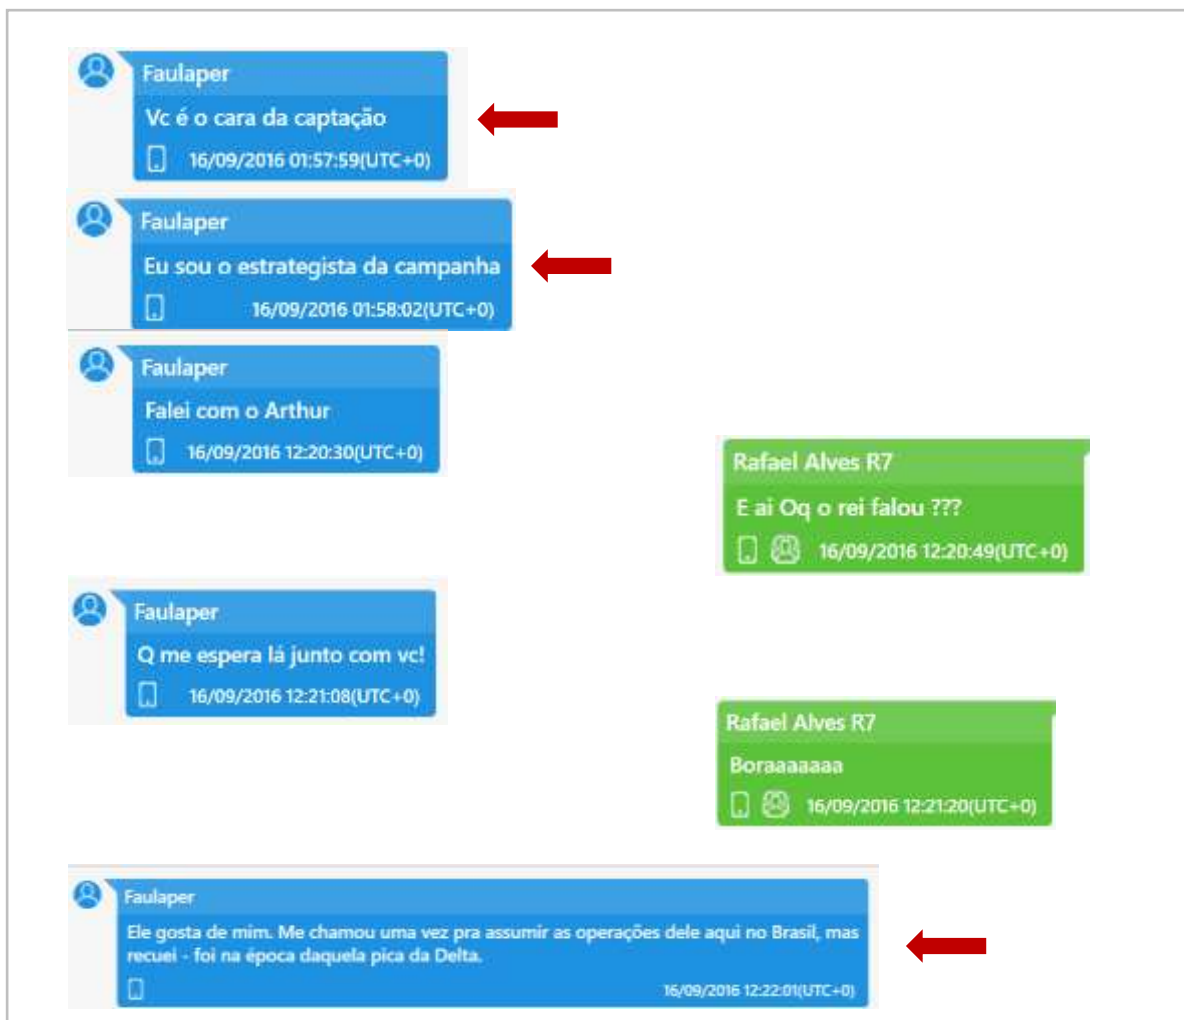 Faulaper
Vc é o cara da captação
16/09/2016 01:57:59(UTC+0)
Faulaper
Eu sou o estrategista da campanha
16/09/2016 01:58:02(UTC+0)
Faulaper
Falei com o Arthur
16/09/2016 12:20:30(UTC+0)
Rafael Alves R7
E ai Oq o rei falou ???
16/09/2016 12:20:49(UTC+0)
Faulaper
Q me espera lá junto com vc!
16/09/2016 12:21:08(UTC+0)
Rafael Alves R7
Boraaaaaaa
16/09/2016 12:21:20(UTC+0)
Faulaper
Ele gosta de mim. Me chamou uma vez pra assumir as operações dele aqui no Brasil, mas
recuei - foi na época daquela pica da Delta.
16/09/2016 12:22:01(UTC+0)